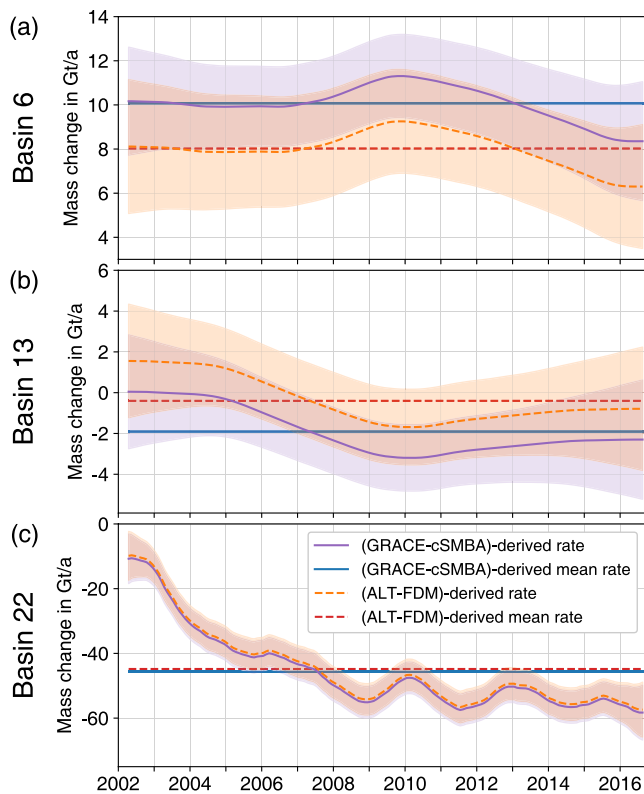 (a)
Basin 6
Mass change in Gt/a
14
12
10
8
6
4
(b)
Basin 13
Mass change in Gt/a
6
4
2
0
-2
-4
(c)
Basin 22
Mass change in Gt/a
0
-20
-40
-60
(GRACE-cSMBA)-derived rate
(GRACE-cSMBA)-derived mean rate
(ALT-FDM)-derived rate
(ALT-FDM)-derived mean rate
2002 2004 2006 2008 2010 2012 2014 2016